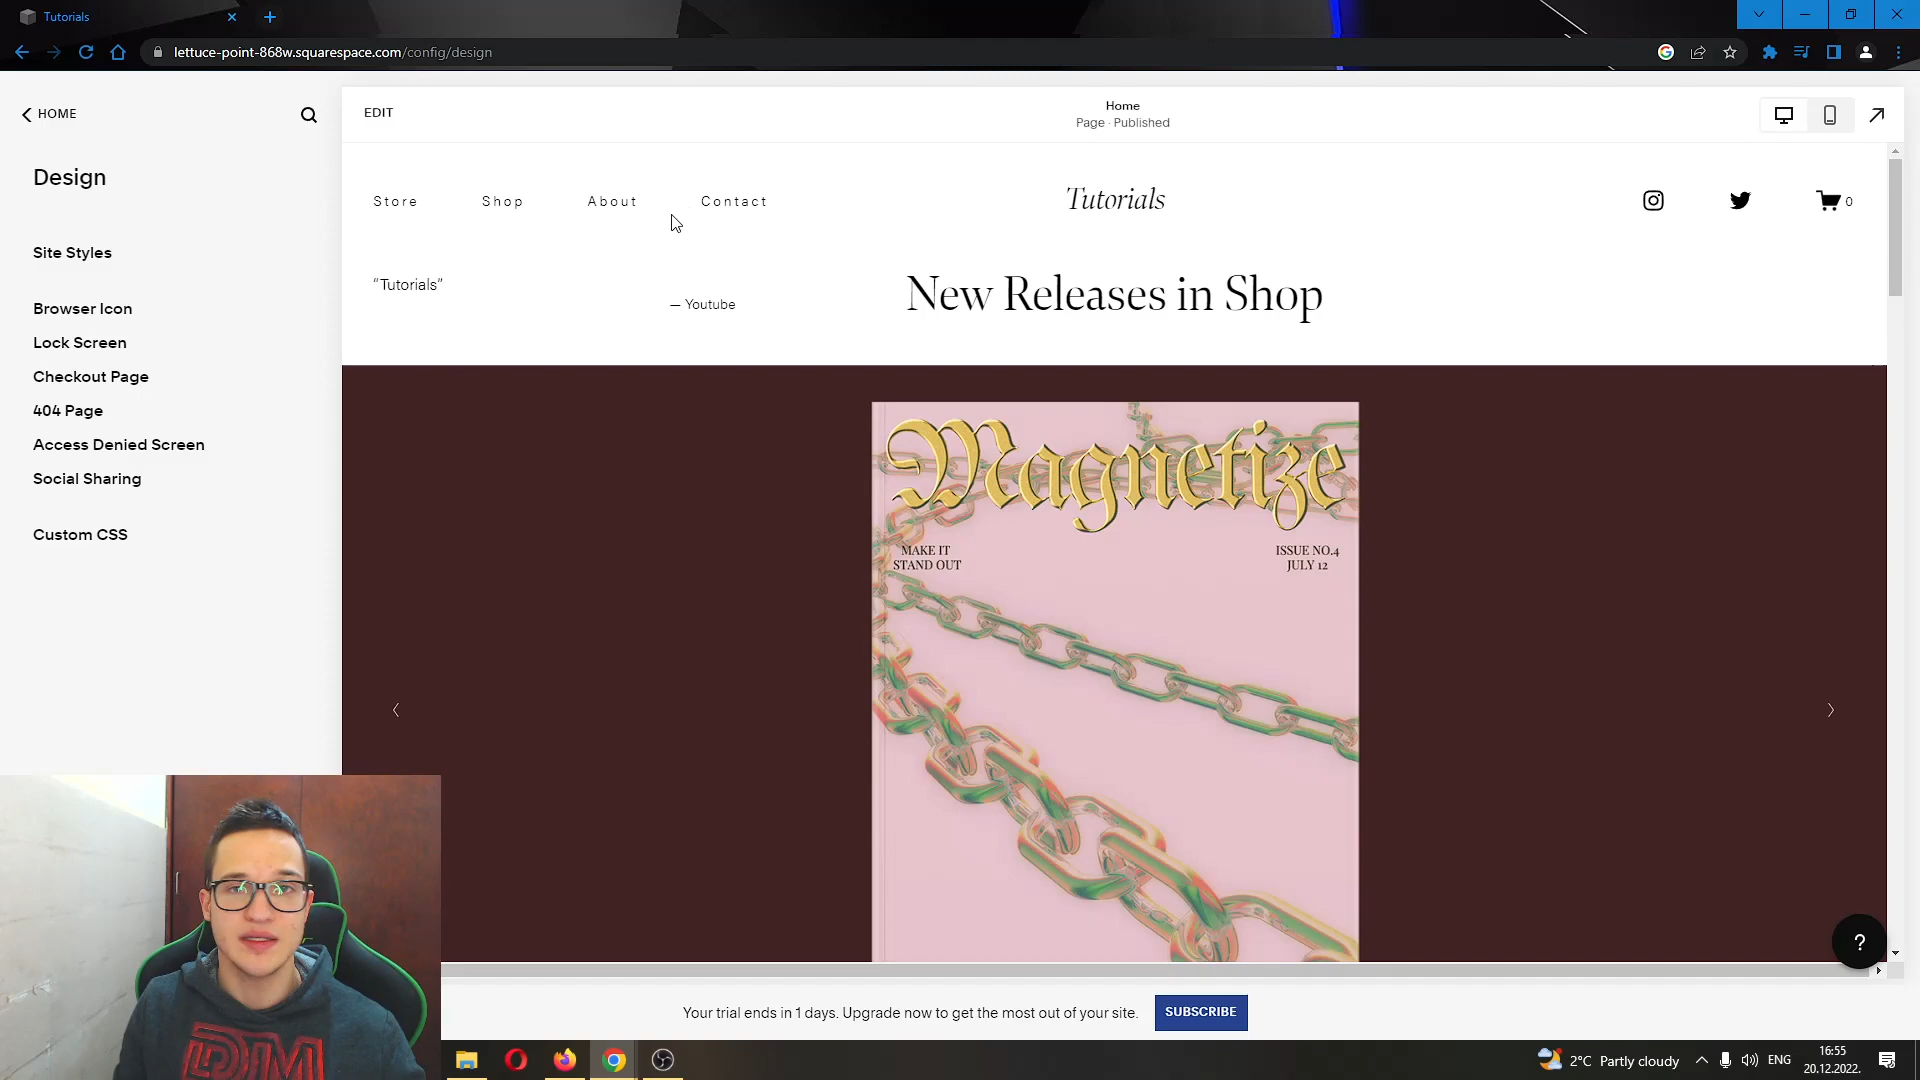 Tutorials
lettuce-point-868w.squarespace.com/config/design
HOME
EDIT
Home
Page · Published
Design
Store
Shop
About
Contact
Tutorials
0
Site Styles
“Tutorials”
— Youtube
New Releases in Shop
Browser Icon
Lock Screen
Checkout Page
404 Page
Access Denied Screen
Social Sharing
Custom CSS
Magnetize
MAKE IT
STAND OUT
ISSUE NO.4
JULY 12
?
DM
Your trial ends in 1 days. Upgrade now to get the most out of your site.
SUBSCRIBE
2°C Partly cloudy
ENG
16:55
20.12.2022.